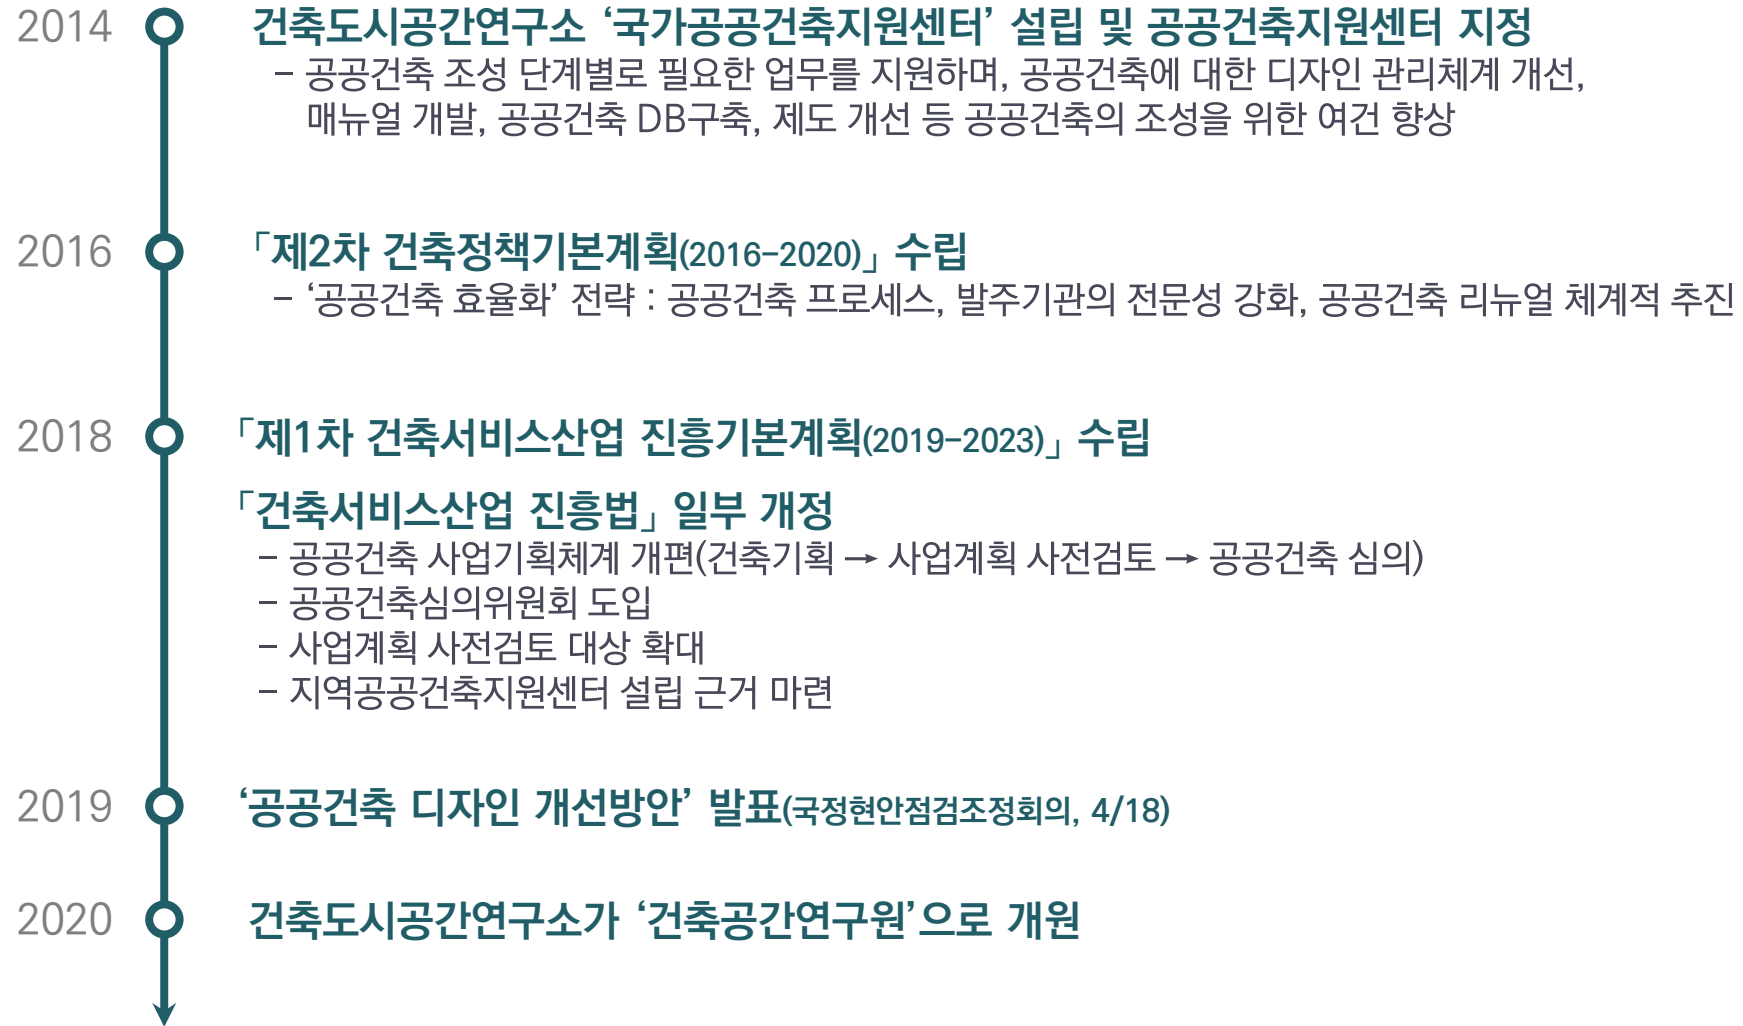 2014 건축도시공간연구소 ‘국가공공건축지원센터’ 설립 및 공공건축지원센터 지정
– 공공건축 조성 단계별로 필요한 업무를 지원하며, 공공건축에 대한 디자인 관리체계 개선,
매뉴얼 개발, 공공건축 DB구축, 제도 개선 등 공공건축의 조성을 위한 여건 향상
2016 「제2차 건축정책기본계획(2016–2020)」 수립
– ‘공공건축 효율화’ 전략 : 공공건축 프로세스, 발주기관의 전문성 강화, 공공건축 리뉴얼 체계적 추진
2018 「제1차 건축서비스산업 진흥기본계획(2019–2023)」 수립
「건축서비스산업 진흥법」 일부 개정
– 공공건축 사업기획체계 개편(건축기획 → 사업계획 사전검토 → 공공건축 심의)
– 공공건축심의위원회 도입
– 사업계획 사전검토 대상 확대
– 지역공공건축지원센터 설립 근거 마련
2019 ‘공공건축 디자인 개선방안’ 발표(국정현안점검조정회의, 4/18)
2020 건축도시공간연구소가 ‘건축공간연구원’으로 개원